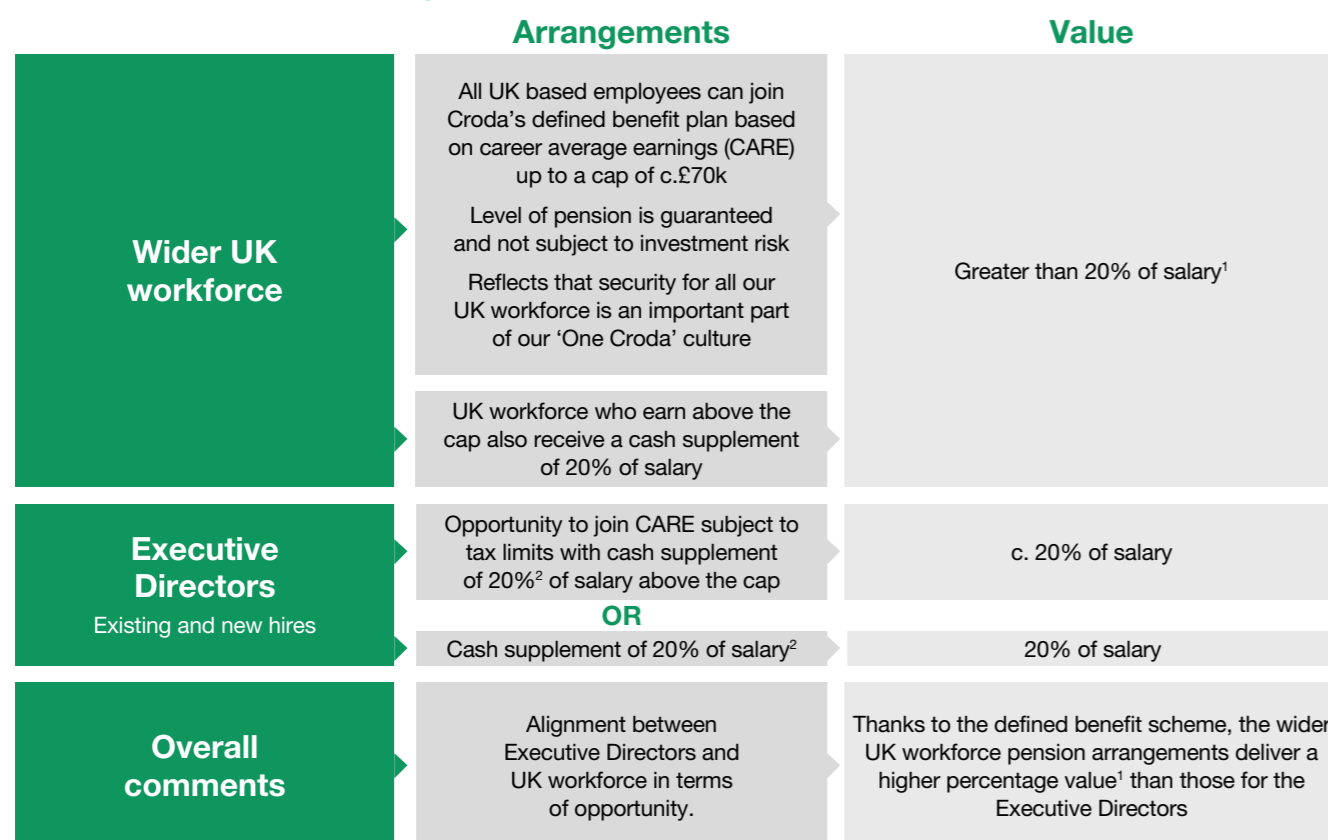 Arrangements
Value
Wider UK
workforce
All UK based employees can join
Croda’s defined benefit plan based
on career average earnings (CARE)
up to a cap of c.£70k
Level of pension is guaranteed
and not subject to investment risk
Reflects that security for all our
UK workforce is an important part
of our ‘One Croda’ culture
UK workforce who earn above the
cap also receive a cash supplement
of 20% of salary
Greater than 20% of salary¹
Executive
Directors
Existing and new hires
Opportunity to join CARE subject to
tax limits with cash supplement
of 20%² of salary above the cap
c. 20% of salary
OR
Cash supplement of 20% of salary²
20% of salary
Overall
comments
Alignment between
Executive Directors and
UK workforce in terms
of opportunity.
Thanks to the defined benefit scheme, the wider
UK workforce pension arrangements deliver a
higher percentage value¹ than those for the
Executive Directors